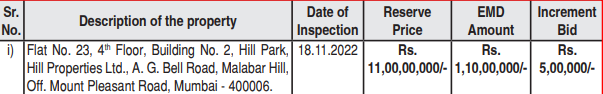 Sr. No. Description of the property Date of Inspection Reserve Price EMD Amount Increment Bid
i) Flat No. 23, 4th Floor, Building No. 2, Hill Park, 18.11.2022 Rs. Rs. Rs.
Hill Properties Ltd., A. G. Bell Road, Malabar Hill, 11,00,00,000/- 1,10,00,000/- 5,00,000/-
Off. Mount Pleasant Road, Mumbai - 400006.